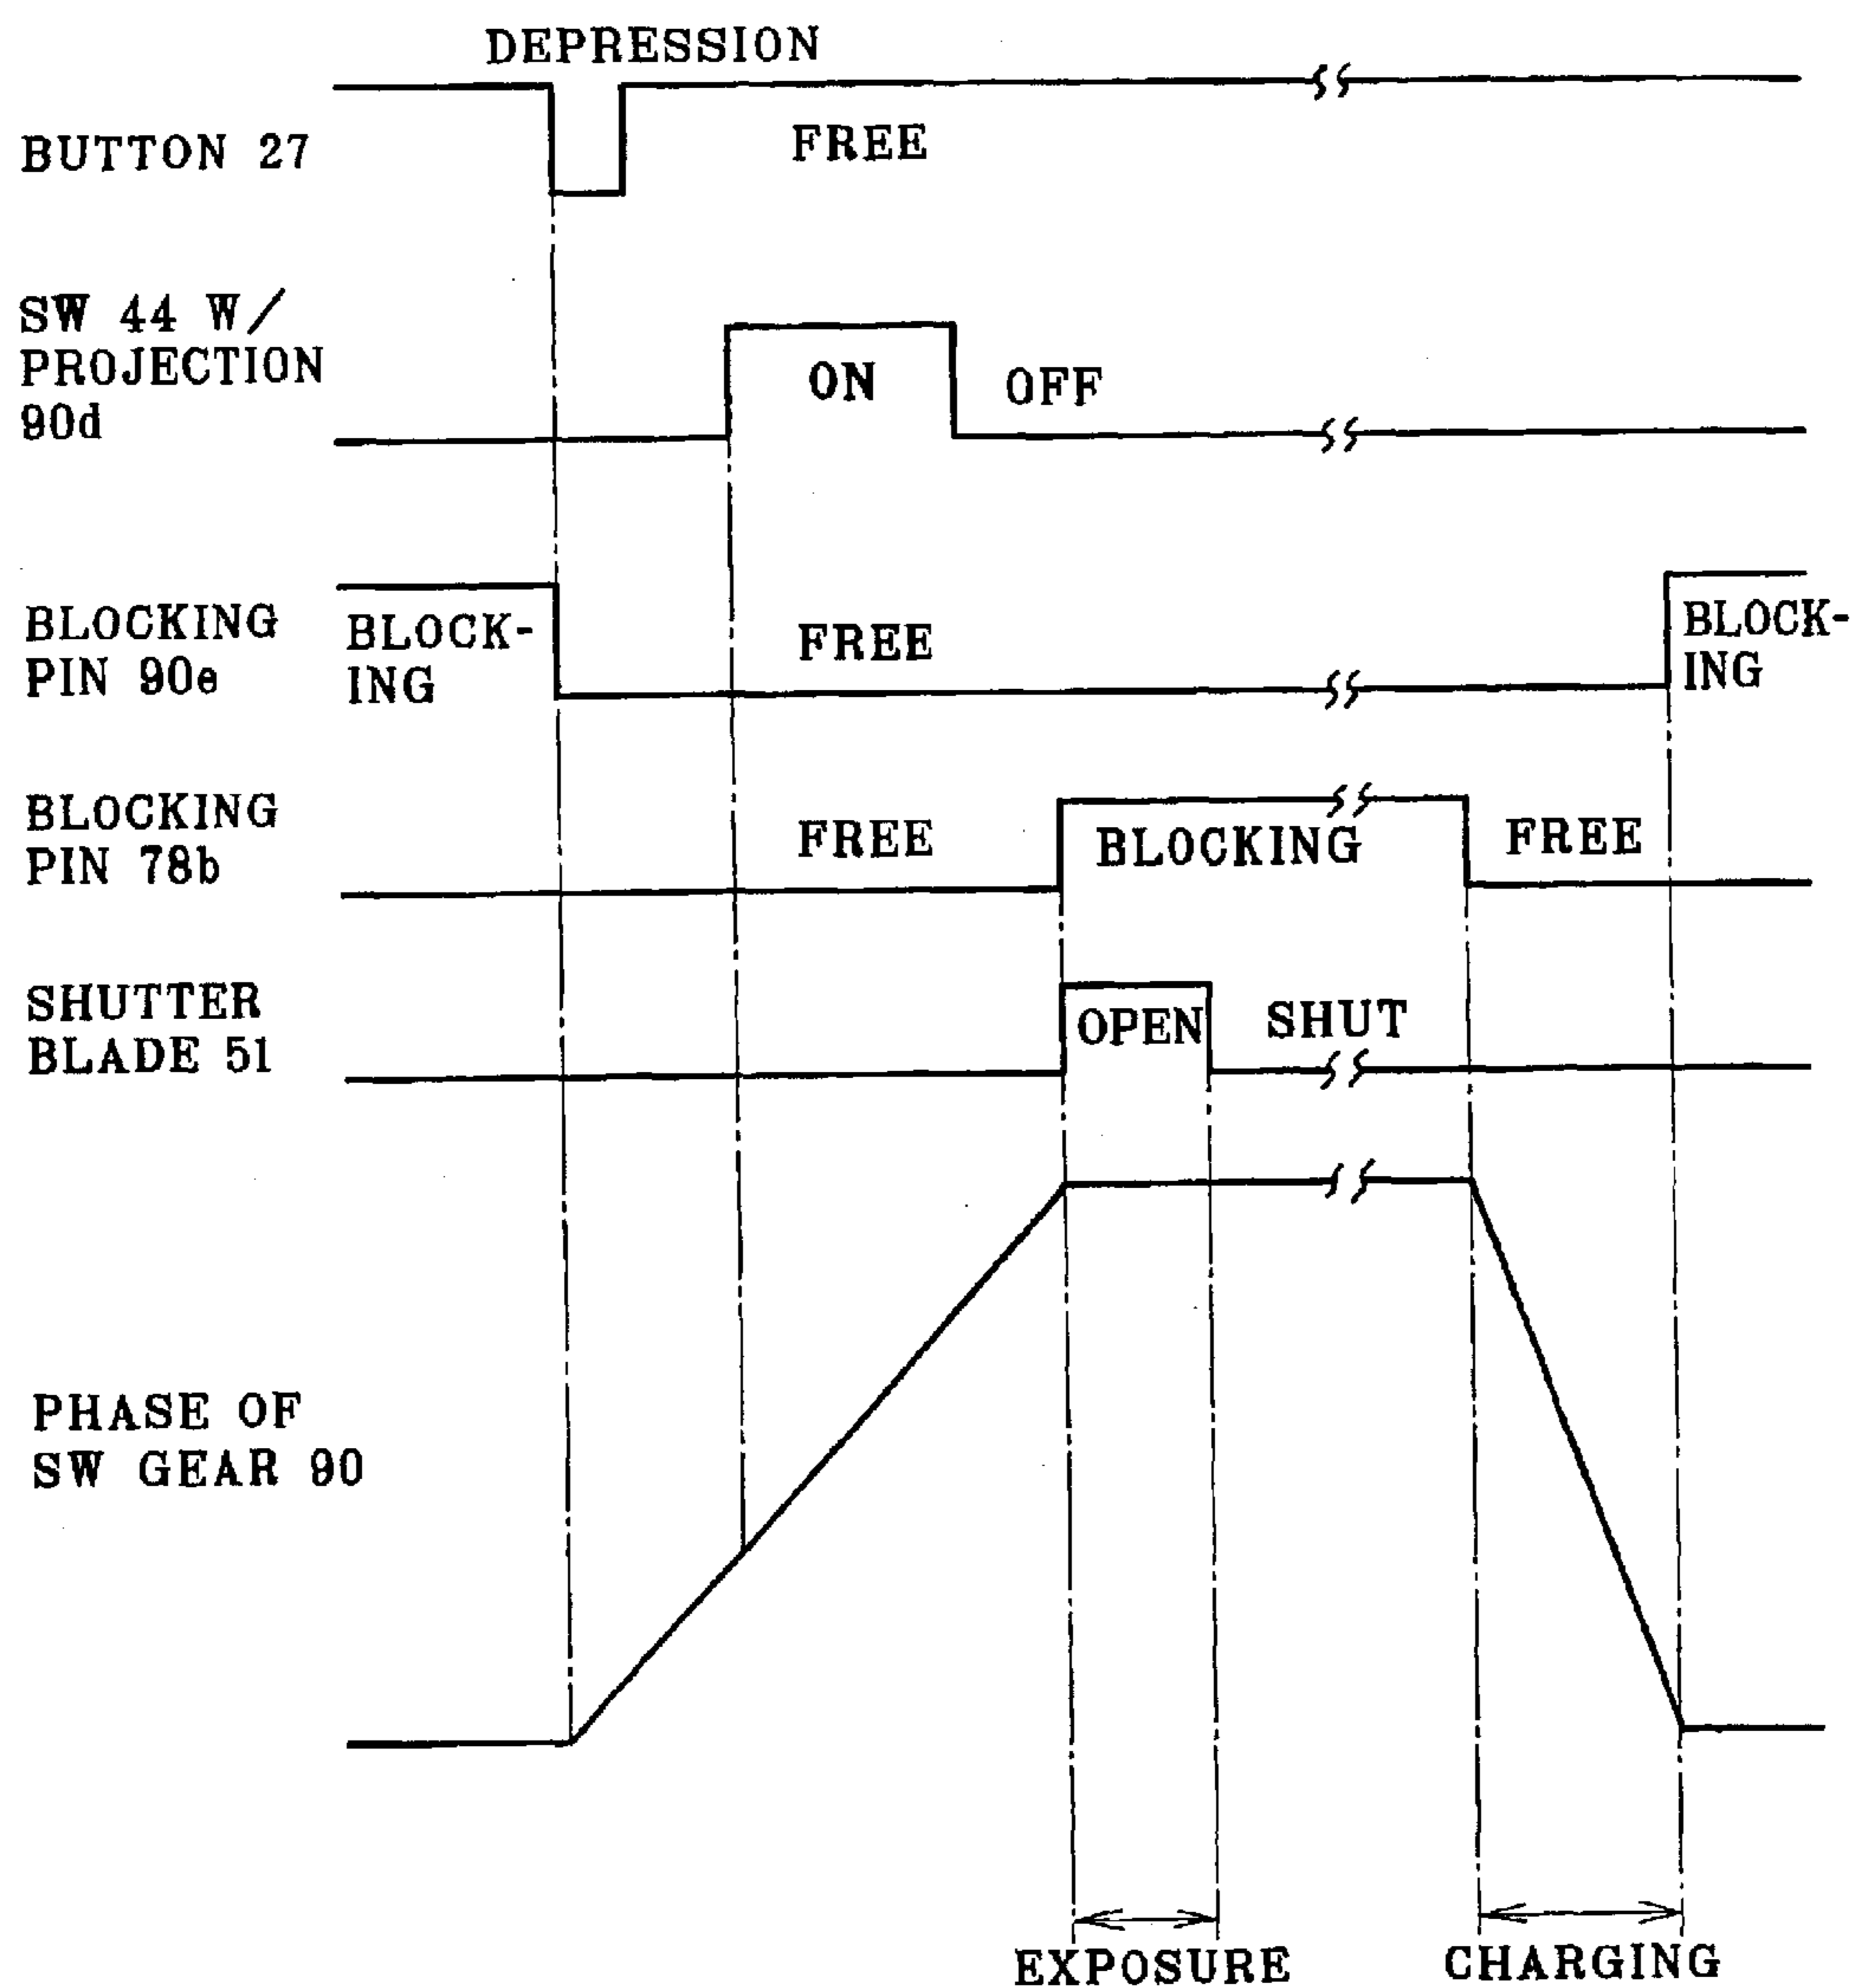 DEPRESSION
BUTTON 27
FREE
SW 44 W/
PROJECTION
90d
ON
OFF
BLOCKING
PIN 90e
BLOCK-
ING
FREE
BLOCK-
ING
BLOCKING
PIN 78b
FREE
BLOCKING
FREE
SHUTTER
BLADE 51
OPEN
SHUT
PHASE OF
SW GEAR 90
EXPOSURE
CHARGING